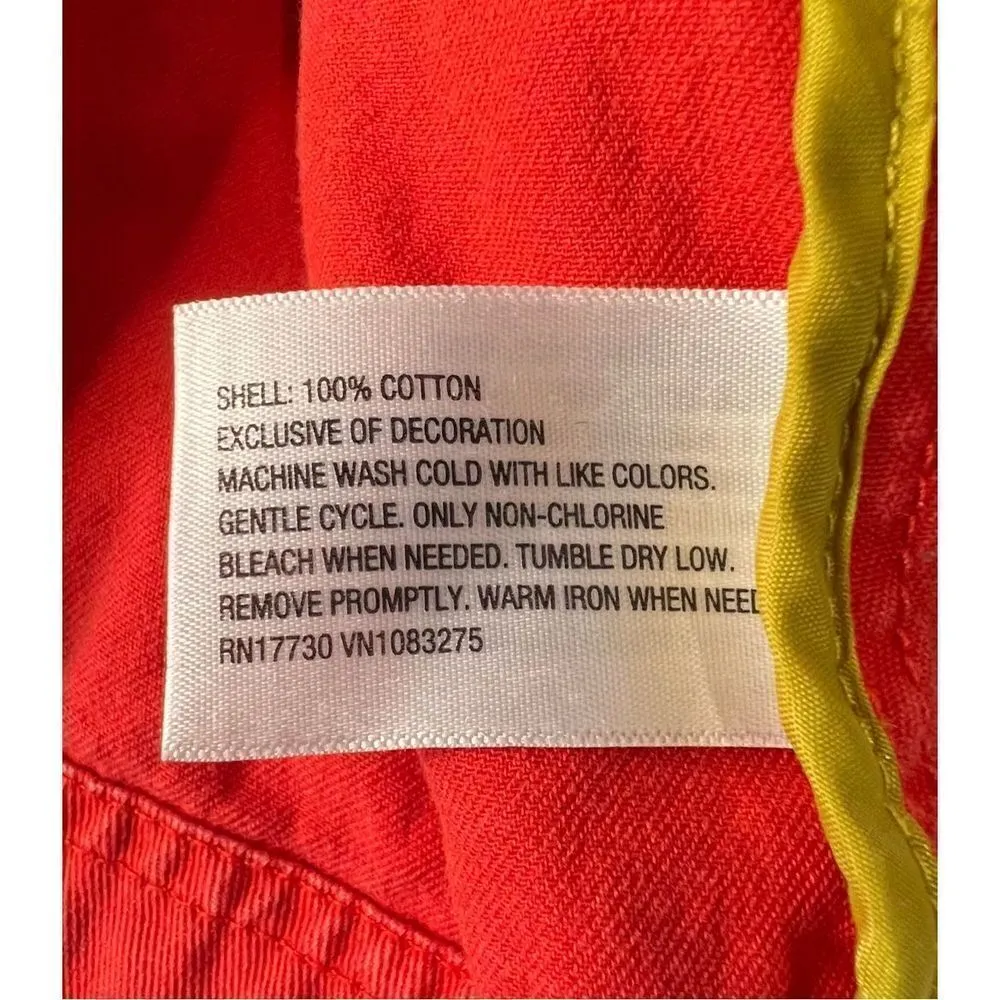 SHELL: 100% COTTON
EXCLUSIVE OF DECORATION
MACHINE WASH COLD WITH LIKE COLORS.
GENTLE CYCLE. ONLY NON-CHLORINE
BLEACH WHEN NEEDED. TUMBLE DRY LOW.
REMOVE PROMPTLY. WARM IRON WHEN
RN17730 VN1083275